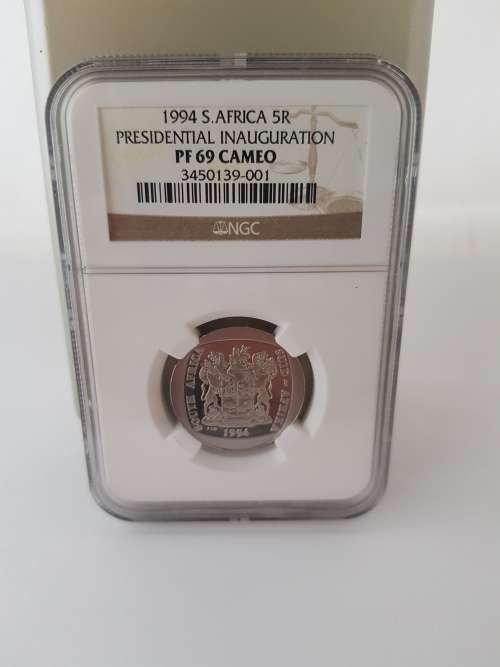 1994 S.AFRICA 5R
PRESIDENTIAL INAUGURATION
PF 69 CAMEO
3450139-001
NGC
SOUTH AFRICA
SUID-AFRIKA
1994